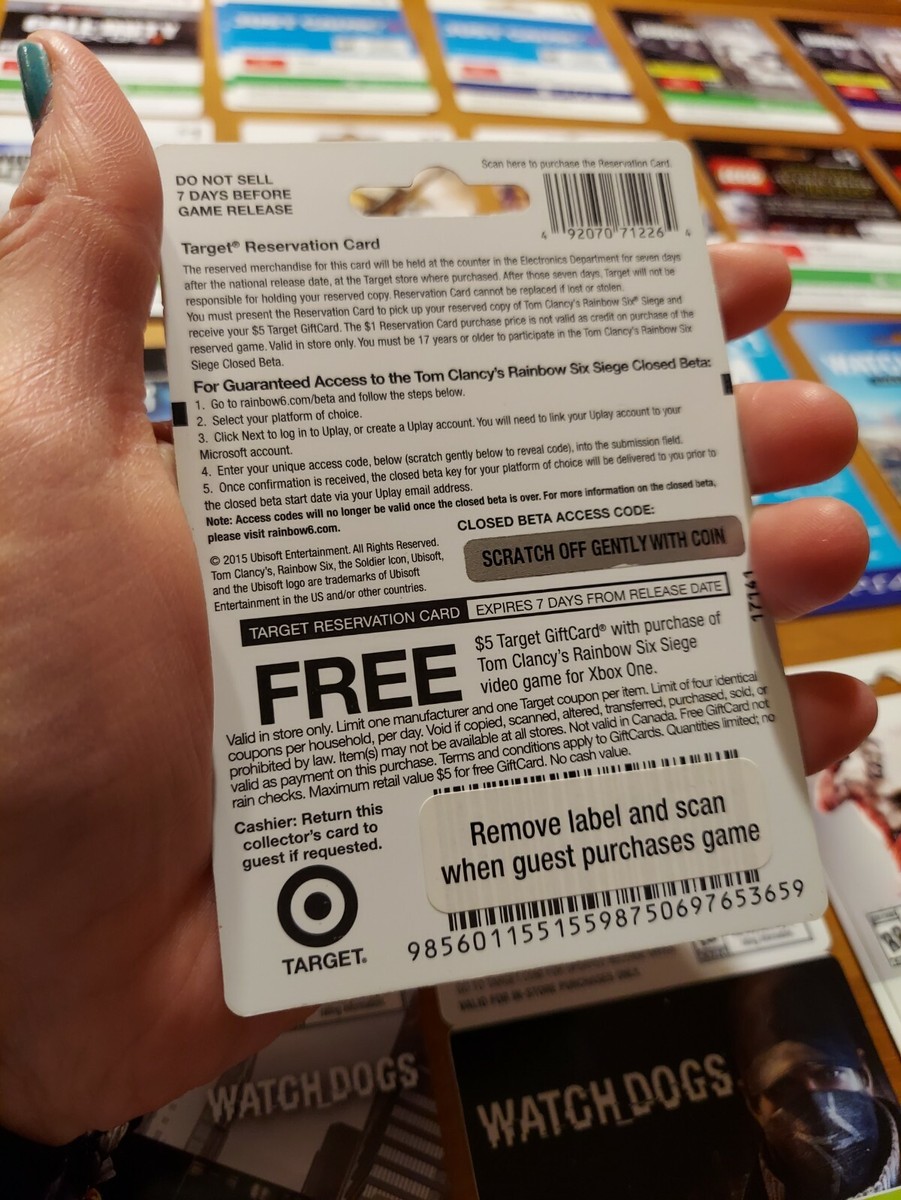 CALL OF DUTY
JUST CAUSE
JUST CAUSE
LEGO
DO NOT SELL
7 DAYS BEFORE
GAME RELEASE
Scan here to purchase the Reservation Card.
4 92070 71226 4
Target® Reservation Card
The reserved merchandise for this card will be held at the counter in the Electronics Department for seven days
after the national release date, at the Target store where purchased. After those seven days, Target will not be
responsible for holding your reserved copy. Reservation Card cannot be replaced if lost or stolen.
You must present the Reservation Card to pick up your reserved copy of Tom Clancy's Rainbow Six® Siege and
receive your $5 Target GiftCard. The $1 Reservation Card purchase price is not valid as credit on purchase of the
reserved game. Valid in store only. You must be 17 years or older to participate in the Tom Clancy's Rainbow Six
Siege Closed Beta.
For Guaranteed Access to the Tom Clancy's Rainbow Six Siege Closed Beta:
1. Go to rainbow6.com/beta and follow the steps below.
2. Select your platform of choice.
3. Click Next to log in to Uplay, or create a Uplay account. You will need to link your Uplay account to your
Microsoft account.
4. Enter your unique access code, below (scratch gently below to reveal code), into the submission field.
5. Once confirmation is received, the closed beta key for your platform of choice will be delivered to you prior to
the closed beta start date via your Uplay email address.
Note: Access codes will no longer be valid once the closed beta is over. For more information on the closed beta,
please visit rainbow6.com.
CLOSED BETA ACCESS CODE:
SCRATCH OFF GENTLY WITH COIN
© 2015 Ubisoft Entertainment. All Rights Reserved.
Tom Clancy's, Rainbow Six, the Soldier Icon, Ubisoft,
and the Ubisoft logo are trademarks of Ubisoft
Entertainment in the US and/or other countries.
17141
TARGET RESERVATION CARD EXPIRES 7 DAYS FROM RELEASE DATE
FREE
$5 Target GiftCard® with purchase of
Tom Clancy's Rainbow Six Siege
video game for Xbox One.
Valid in store only. Limit one manufacturer and one Target coupon per item. Limit of four identical
coupons per household, per day. Void if copied, scanned, altered, transferred, purchased, sold, or
prohibited by law. Item(s) may not be available at all stores. Not valid in Canada. Free GiftCard not
valid as payment on this purchase. Terms and conditions apply to GiftCards. Quantities limited; no
rain checks. Maximum retail value $5 for free GiftCard. No cash value.
Cashier: Return this
collector's card to
guest if requested.
Remove label and scan
when guest purchases game
9856011551559875069765​3659
TARGET.
VALID FOR IN-STORE PURCHASES ONLY.
WATCH_DOGS
WATCH_DOGS